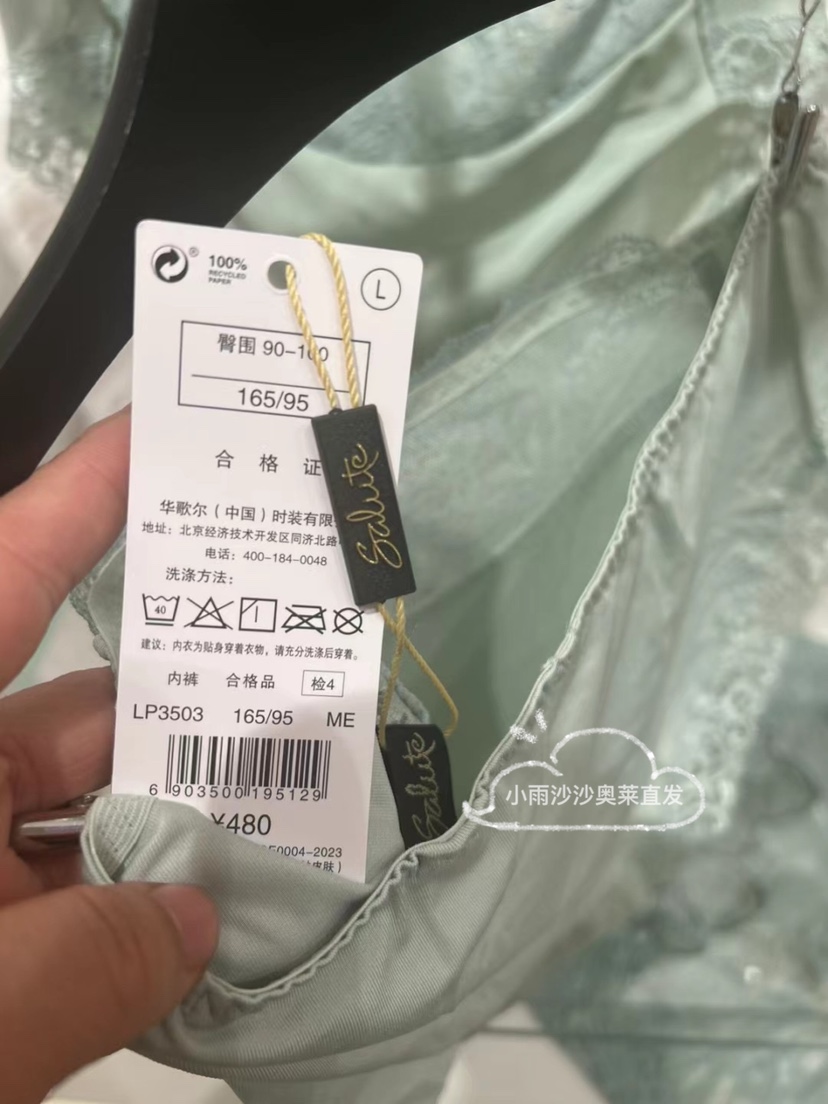 100%
RECYCLED
PAPER
L
臀围 90-100
165/95
合 格 证
华歌尔（中国）时装有限
地址：北京经济技术开发区同济北路
电话：400-184-0048
洗涤方法：
40
建议：内衣为贴身穿着衣物，请充分洗涤后穿着。
内裤 合格品 检4
LP3503 165/95 ME
6 903500 195129
¥480
0004-2023
皮肤）
Salute
Salute
小雨沙沙奥莱直发